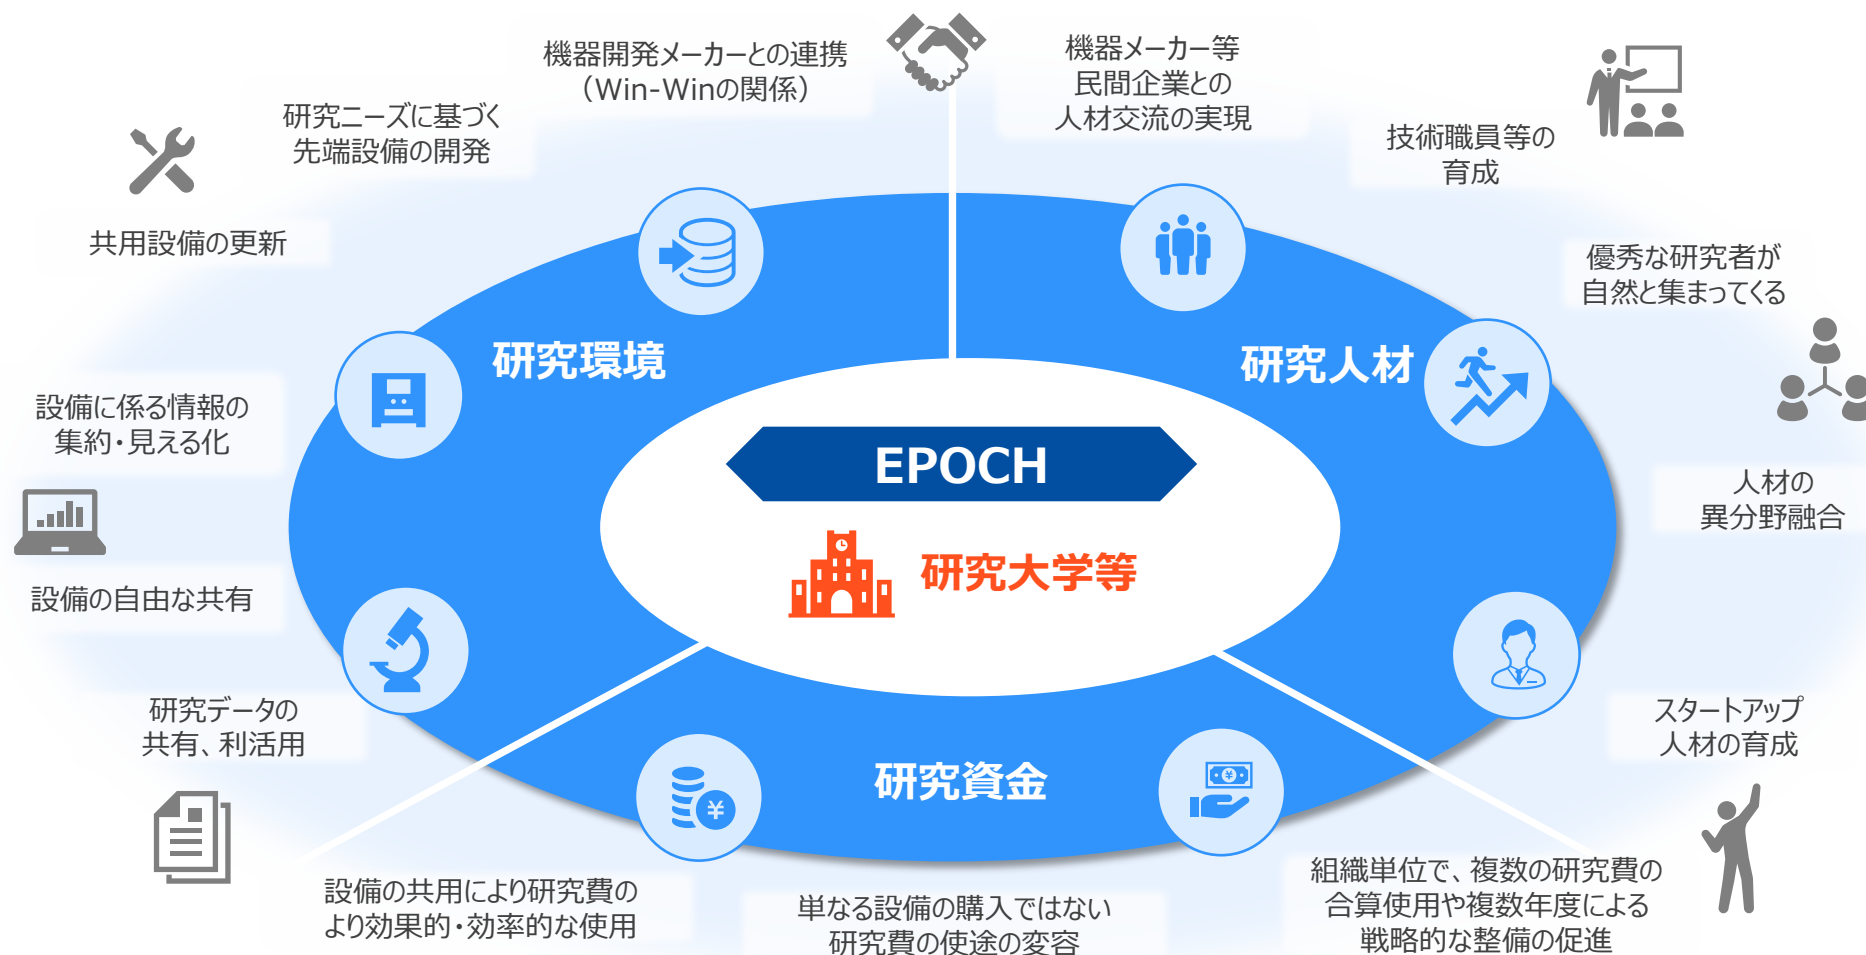 機器開発メーカーとの連携
（Win-Winの関係）
機器メーカー等
民間企業との
人材交流の実現
研究ニーズに基づく
先端設備の開発
技術職員等の
育成
共用設備の更新
優秀な研究者が
自然と集まってくる
研究環境
研究人材
設備に係る情報の
集約・見える化
EPOCH
人材の
異分野融合
研究大学等
設備の自由な共有
研究データの
共有、利活用
スタートアップ
人材の育成
研究資金
設備の共用により研究費の
より効果的・効率的な使用
単なる設備の購入ではない
研究費の使途の変容
組織単位で、複数の研究費の
合算使用や複数年度による
戦略的な整備の促進
¥
¥